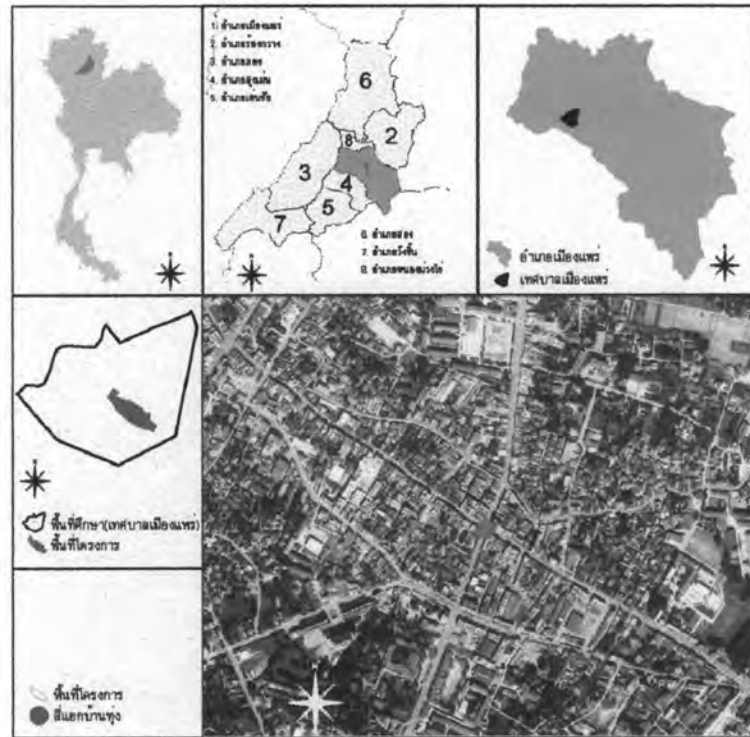 1. อำเภอเมืองแพร่
2. อำเภอร้องกวาง
3. อำเภอลอง
4. อำเภอสูงเม่น
5. อำเภอเด่นชัย
6
2
8
3
1
4
5
7
6. อำเภอสอง
7. อำเภอวังชิ้น
8. อำเภอหนองม่วงไข่
อำเภอเมืองแพร่
เทศบาลเมืองแพร่
พื้นที่ศึกษา(เทศบาลเมืองแพร่)
พื้นที่โครงการ
พื้นที่โครงการ
สี่แยกบ้านทุ่ง